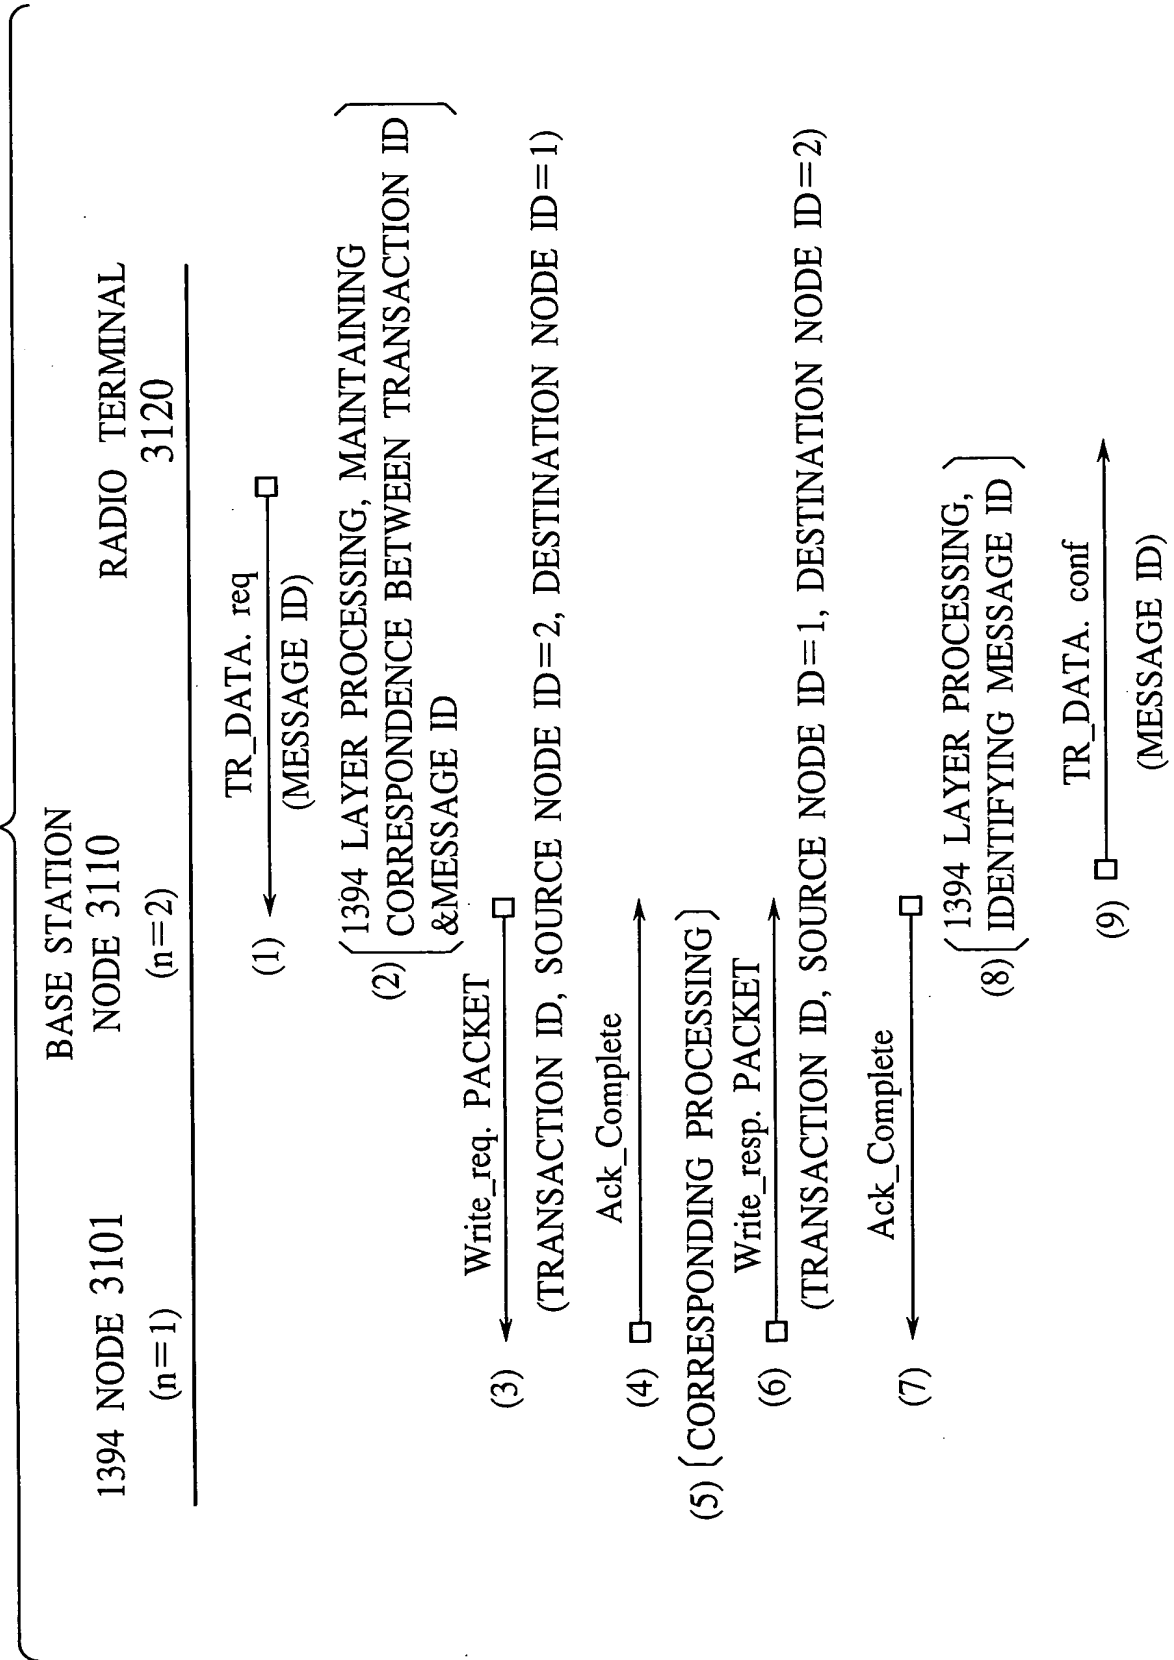 BASE STATION
1394 NODE 3101
NODE 3110
RADIO TERMINAL
(n=1)
(n=2)
3120
TR_DATA. req
(1)
(MESSAGE ID)
(2)
1394 LAYER PROCESSING, MAINTAINING
CORRESPONDENCE BETWEEN TRANSACTION ID
&MESSAGE ID
Write_req. PACKET
(3)
(TRANSACTION ID, SOURCE NODE ID=2, DESTINATION NODE ID=1)
Ack_Complete
(4)
(5) (CORRESPONDING PROCESSING)
Write_resp. PACKET
(6)
(TRANSACTION ID, SOURCE NODE ID=1, DESTINATION NODE ID=2)
Ack_Complete
(7)
(8)
1394 LAYER PROCESSING,
IDENTIFYING MESSAGE ID
TR_DATA. conf
(9)
(MESSAGE ID)